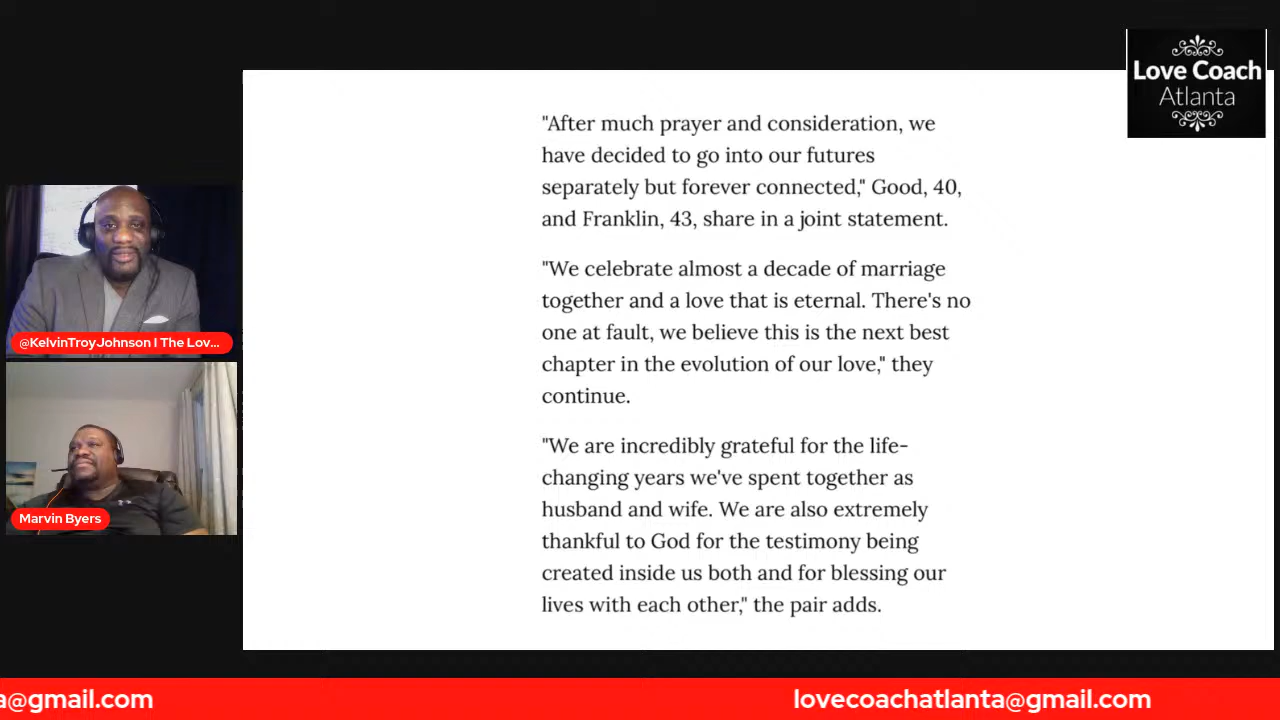 Love Coach
Atlanta
"After much prayer and consideration, we
have decided to go into our futures
separately but forever connected," Good, 40,
and Franklin, 43, share in a joint statement.
"We celebrate almost a decade of marriage
together and a love that is eternal. There's no
one at fault, we believe this is the next best
chapter in the evolution of our love," they
continue.
"We are incredibly grateful for the life-
changing years we've spent together as
husband and wife. We are also extremely
thankful to God for the testimony being
created inside us both and for blessing our
lives with each other," the pair adds.
@KelvinTroyJohnson I The Lov...
Marvin Byers
a@gmail.com
lovecoachatlanta@gmail.com